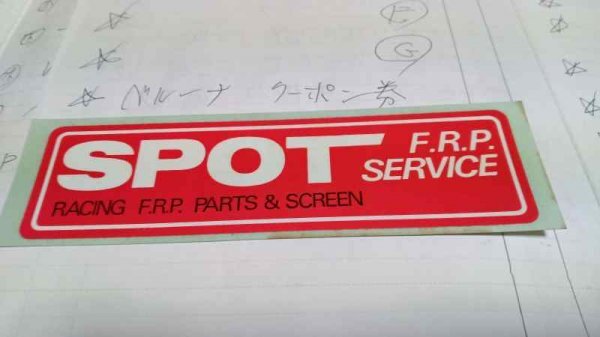 E
G
☆ ベルーナ クーポン券
SPOT F.R.P.
SERVICE
RACING F.R.P. PARTS & SCREEN